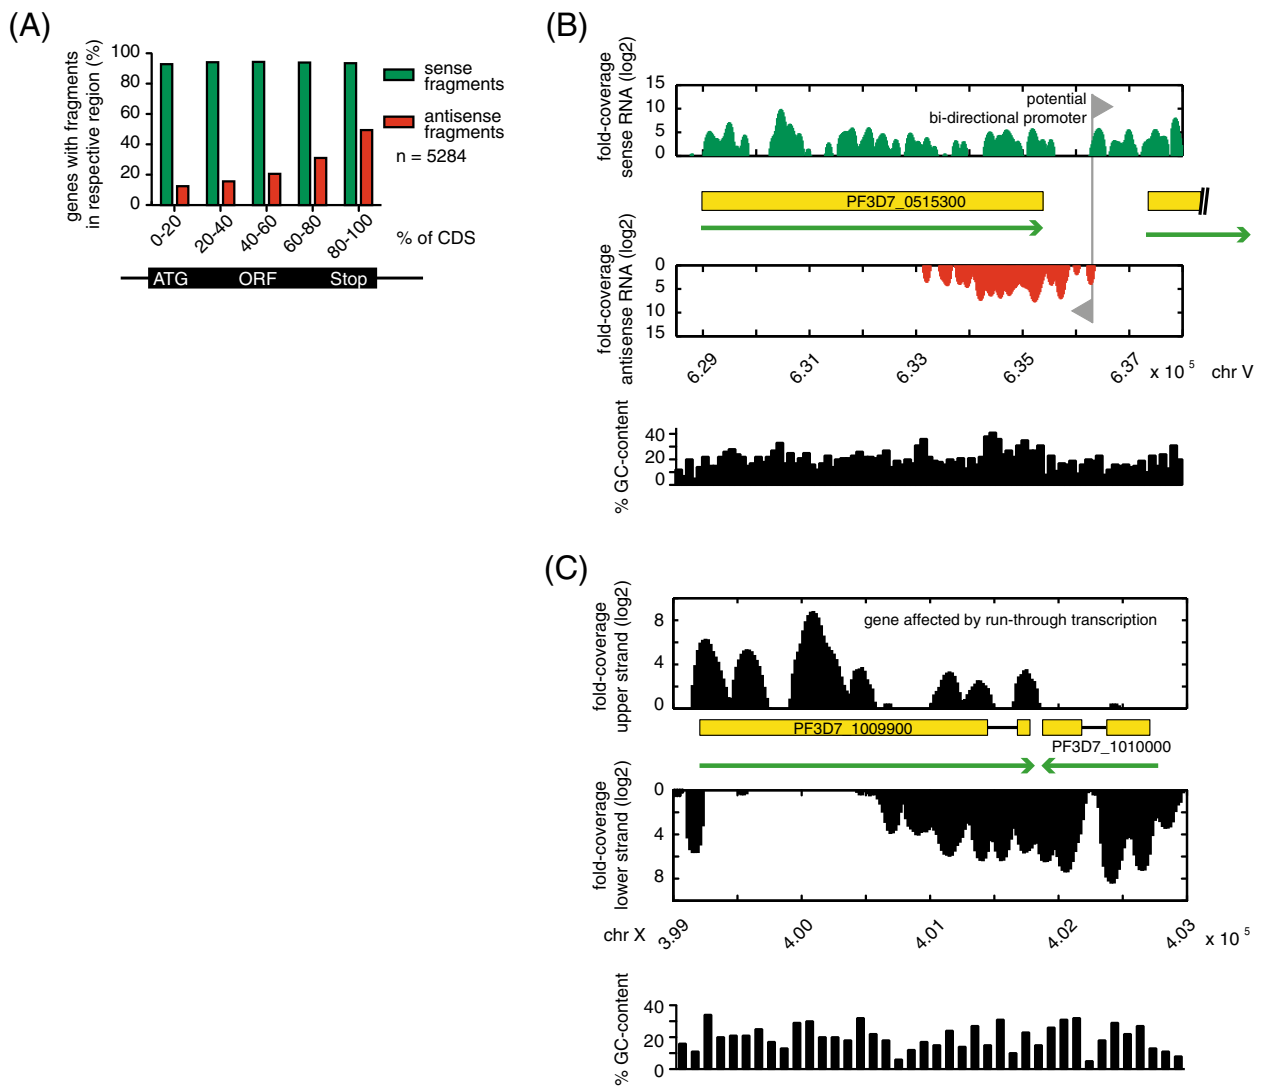 (A)
genes with fragments
in respective region (%)
100
80
60
40
20
0
0-20
20-40
40-60
60-80
80-100
% of CDS
sense
fragments
antisense
fragments
n = 5284
ATG ORF Stop
(B)
fold-coverage
sense RNA (log2)
15
10
5
0
potential
bi-directional promoter
PF3D7_0515300
fold-coverage
antisense RNA (log2)
0
5
10
15
6.29
6.31
6.33
6.35
6.37
x 10 5 chr V
% GC-content
40
20
0
(C)
fold-coverage
upper strand (log2)
8
4
0
gene affected by run-through transcription
PF3D7_1009900
PF3D7_1010000
fold-coverage
lower strand (log2)
0
4
8
chr X
3.99
4.00
4.01
4.02
4.03
x 10 5
% GC-content
40
20
0